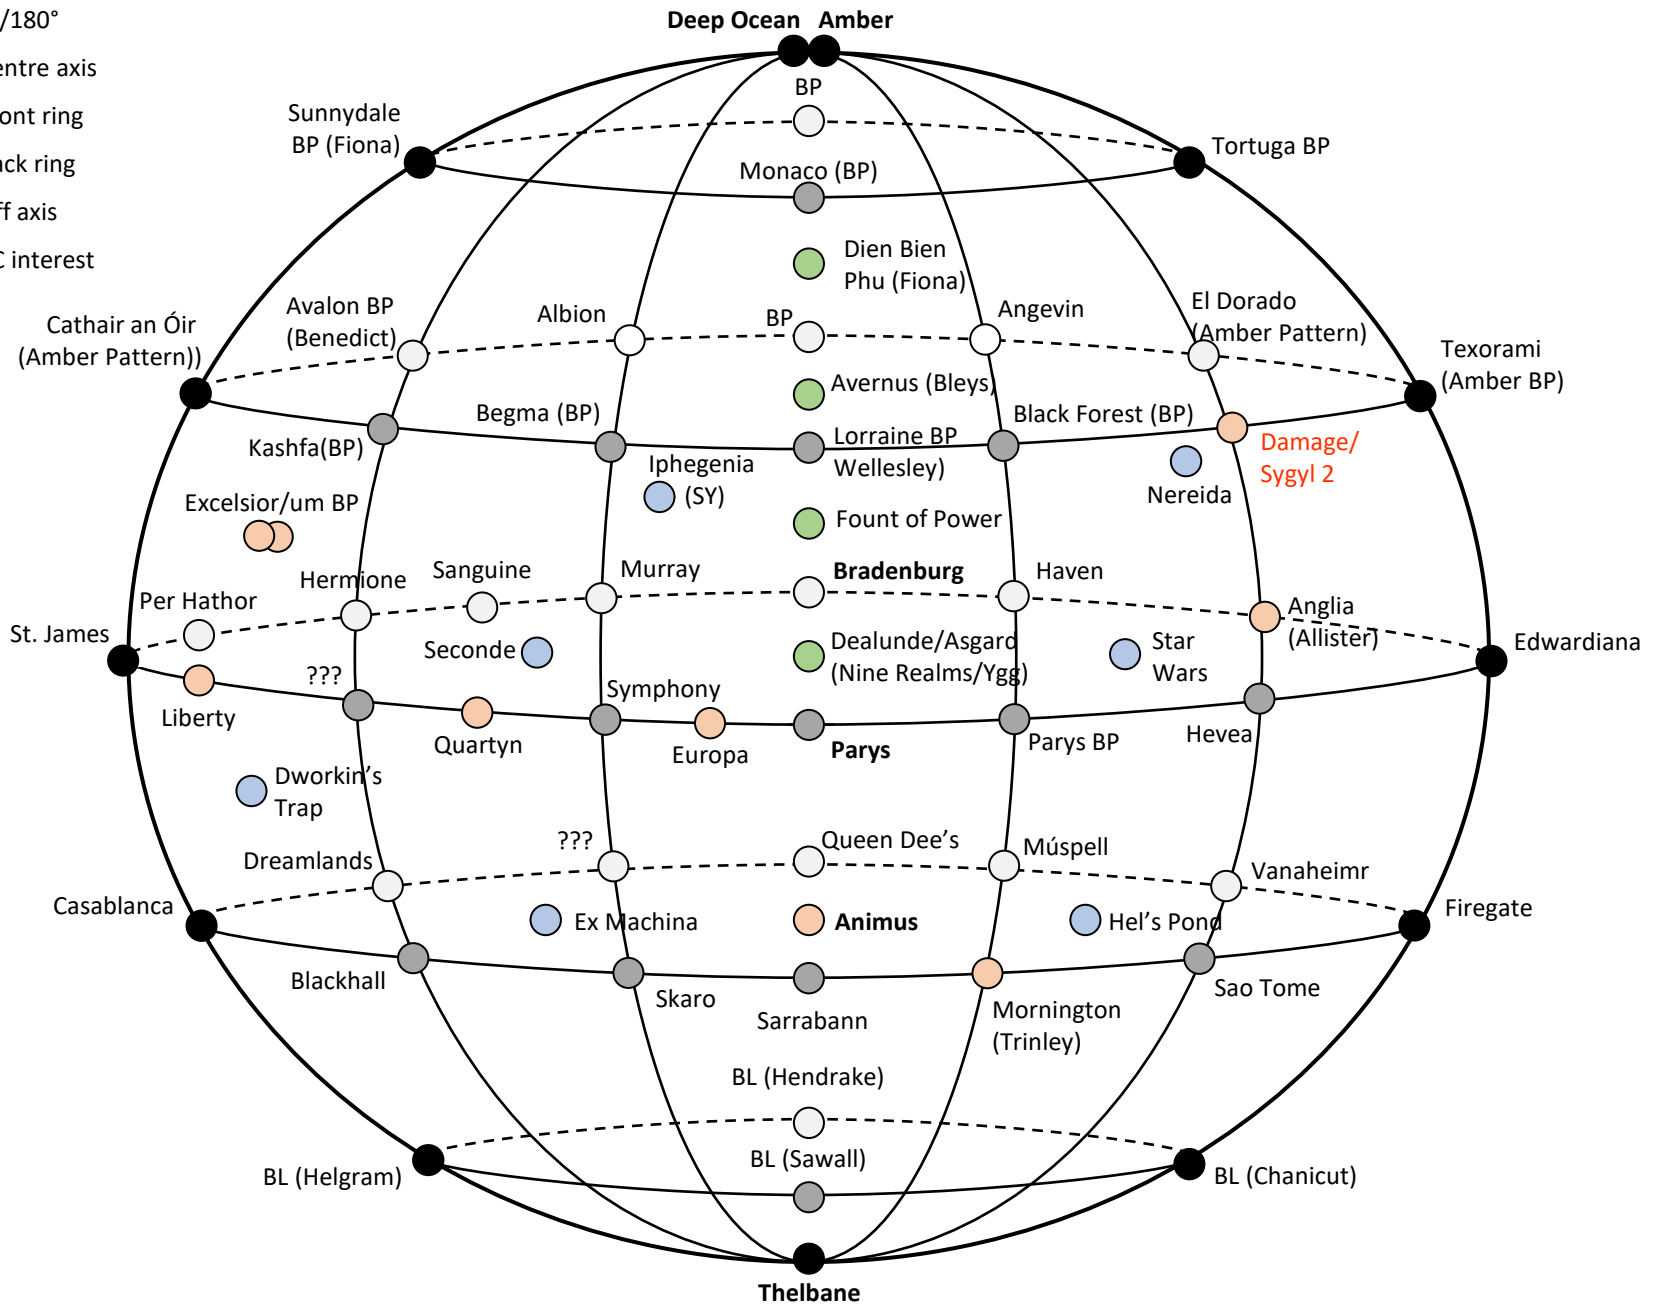 /180°
entre axis
ont ring
ack ring
ff axis
C interest
Deep Ocean
Amber
BP
Sunnydale
BP (Fiona)
Tortuga BP
Monaco (BP)
Dien Bien
Phu (Fiona)
Avalon BP
(Benedict)
Albion
BP
Angevin
El Dorado
(Amber Pattern)
Cathair an Óir
(Amber Pattern))
Texorami
(Amber BP)
Avernus (Bleys)
Kashfa(BP)
Begma (BP)
Lorraine BP
Wellesley)
Black Forest (BP)
Damage/
Sygyl 2
Iphegenia
(SY)
Nereida
Excelsior/um BP
Fount of Power
Hermione
Sanguine
Murray
Bradenburg
Haven
Per Hathor
Anglia
(Allister)
St. James
Seconde
Dealunde/Asgard
(Nine Realms/Ygg)
Star
Wars
Edwardiana
???
Symphony
Liberty
Quartyn
Europa
Parys
Parys BP
Hevea
Dworkin’s
Trap
???
Queen Dee’s
Múspell
Dreamlands
Vanaheimr
Casablanca
Ex Machina
Animus
Hel’s Pond
Firegate
Blackhall
Skaro
Sarrabann
Mornington
(Trinley)
Sao Tome
BL (Hendrake)
BL (Sawall)
BL (Helgram)
BL (Chanicut)
Thelbane